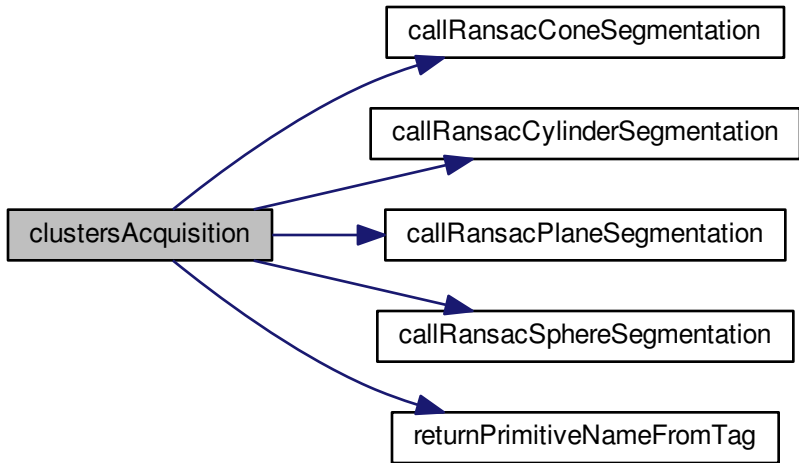 callRansacConeSegmentation
callRansacCylinderSegmentation
clustersAcquisition
callRansacPlaneSegmentation
callRansacSphereSegmentation
returnPrimitiveNameFromTag